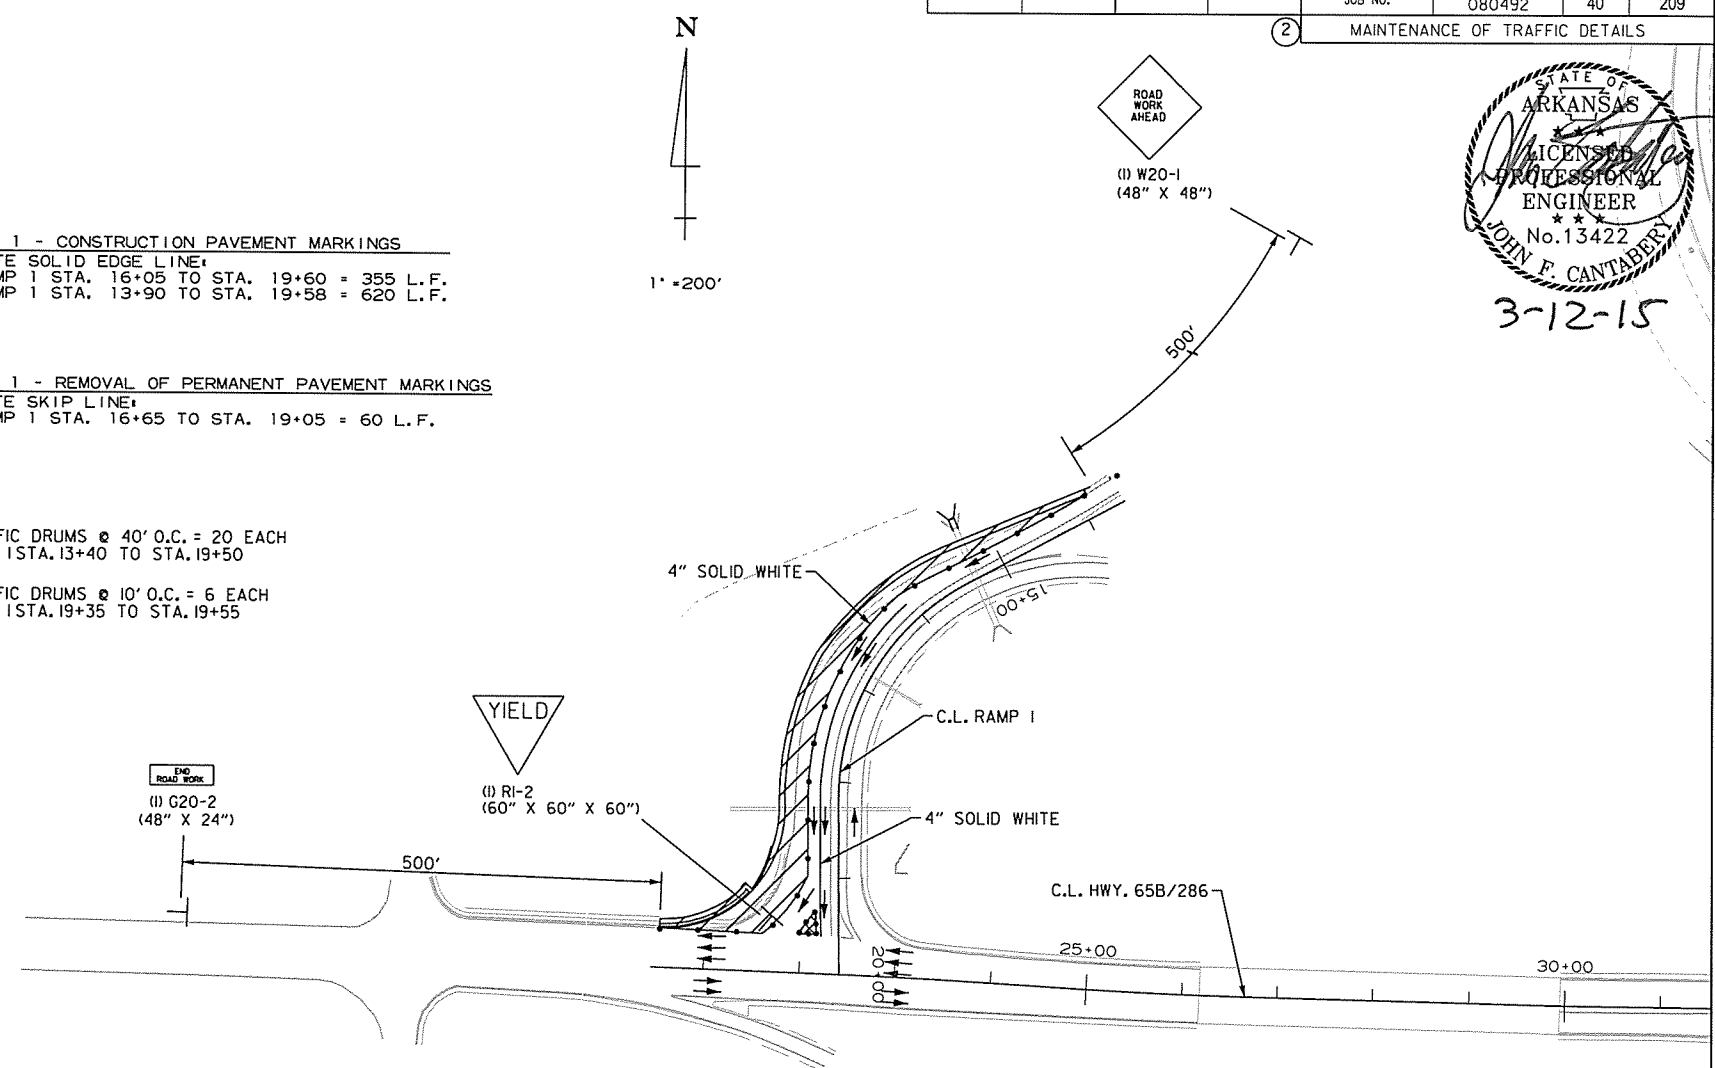 JOB NO. 080492 40 209
2 MAINTENANCE OF TRAFFIC DETAILS
N
1" =200'
ROAD
WORK
AHEAD
(1) W20-1
(48" X 48")
STATE OF
ARKANSAS
★ ★ ★
LICENSED
PROFESSIONAL
ENGINEER
★ ★ ★
No.13422
JOHN F. CANTABERY
3-12-15
1 - CONSTRUCTION PAVEMENT MARKINGS
TE SOLID EDGE LINE:
MP 1 STA. 16+05 TO STA. 19+60 = 355 L.F.
MP 1 STA. 13+90 TO STA. 19+58 = 620 L.F.
1 - REMOVAL OF PERMANENT PAVEMENT MARKINGS
TE SKIP LINE:
MP 1 STA. 16+65 TO STA. 19+05 = 60 L.F.
FIC DRUMS @ 40' O.C. = 20 EACH
1 STA. 13+40 TO STA. 19+50
FIC DRUMS @ 10' O.C. = 6 EACH
1 STA. 19+35 TO STA. 19+55
500'
4" SOLID WHITE
15+00
C.L. RAMP 1
YIELD
(1) R1-2
(60" X 60" X 60")
END
ROAD WORK
(1) G20-2
(48" X 24")
4" SOLID WHITE
500'
C.L. HWY. 65B/286
20+00
25+00
30+00